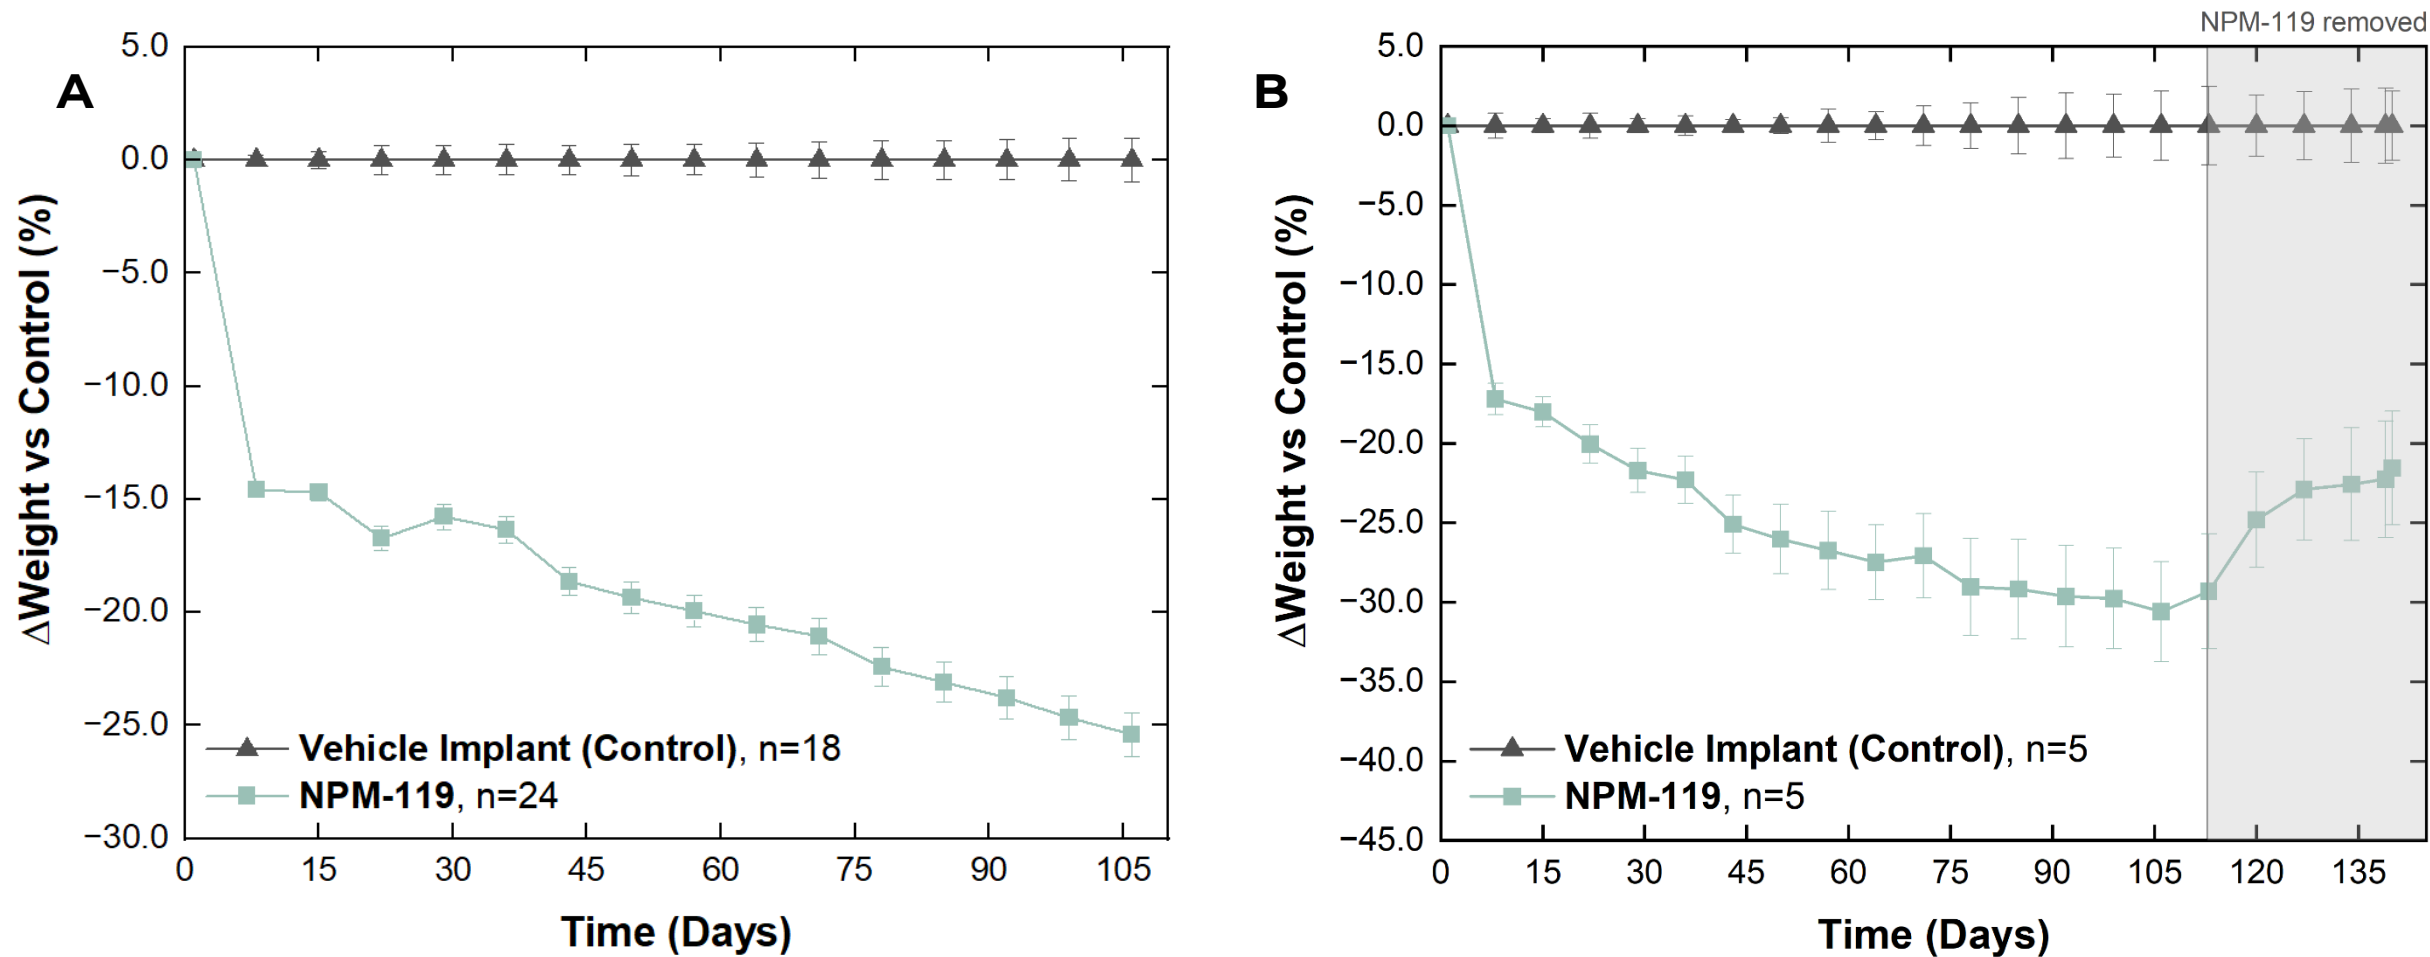 A
ΔWeight vs Control (%)
5.0
0.0
−5.0
−10.0
−15.0
−20.0
−25.0
−30.0
Vehicle Implant (Control), n=18
NPM-119, n=24
0 15 30 45 60 75 90 105
Time (Days)
NPM-119 removed
B
ΔWeight vs Control (%)
5.0
0.0
−5.0
−10.0
−15.0
−20.0
−25.0
−30.0
−35.0
−40.0
−45.0
Vehicle Implant (Control), n=5
NPM-119, n=5
0 15 30 45 60 75 90 105 120 135
Time (Days)